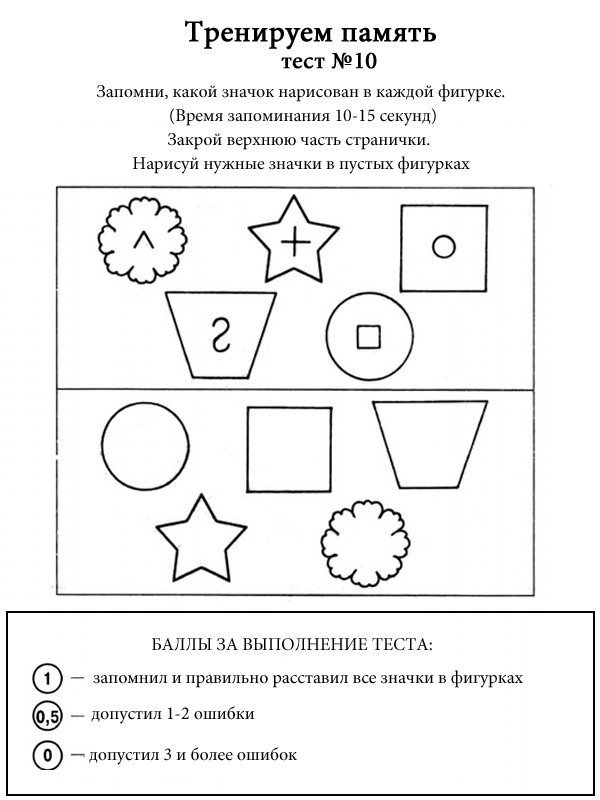 Тренируем память
тест №10
Запомни, какой значок нарисован в каждой фигурке.
(Время запоминания 10-15 секунд)
Закрой верхнюю часть странички.
Нарисуй нужные значки в пустых фигурках
БАЛЛЫ ЗА ВЫПОЛНЕНИЕ ТЕСТА:
1 — запомнил и правильно расставил все значки в фигурках
0,5 — допустил 1-2 ошибки
0 — допустил 3 и более ошибок